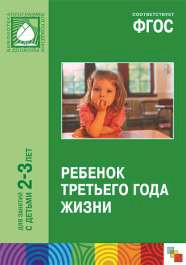 СООТВЕТСТВУЕТ
ФГОС
ДЛЯ ЗАНЯТИЙ
С ДЕТЬМИ 2-3 ЛЕТ
РЕБЕНОК
ТРЕТЬЕГО ГОДА
ЖИЗНИ